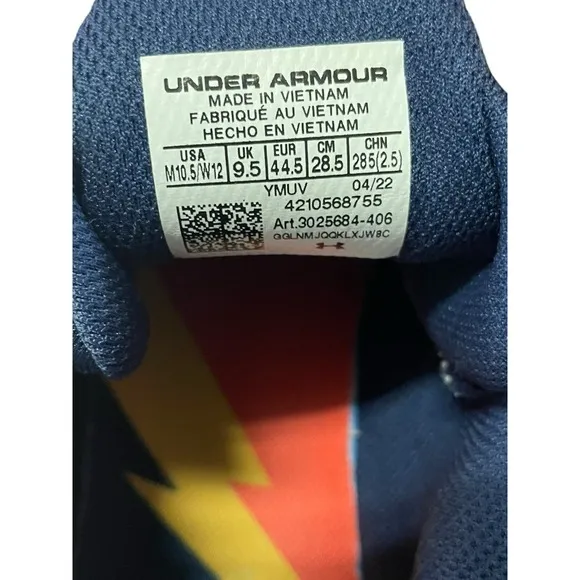 UNDER ARMOUR
MADE IN VIETNAM
FABRIQUÉ AU VIETNAM
HECHO EN VIETNAM
USA UK EUR CM CHN
M10.5/W12 9.5 44.5 28.5 285(2.5)
YMUV 04/22
4210568755
Art.3025684-406
GQLNMJQQKLXJW8C